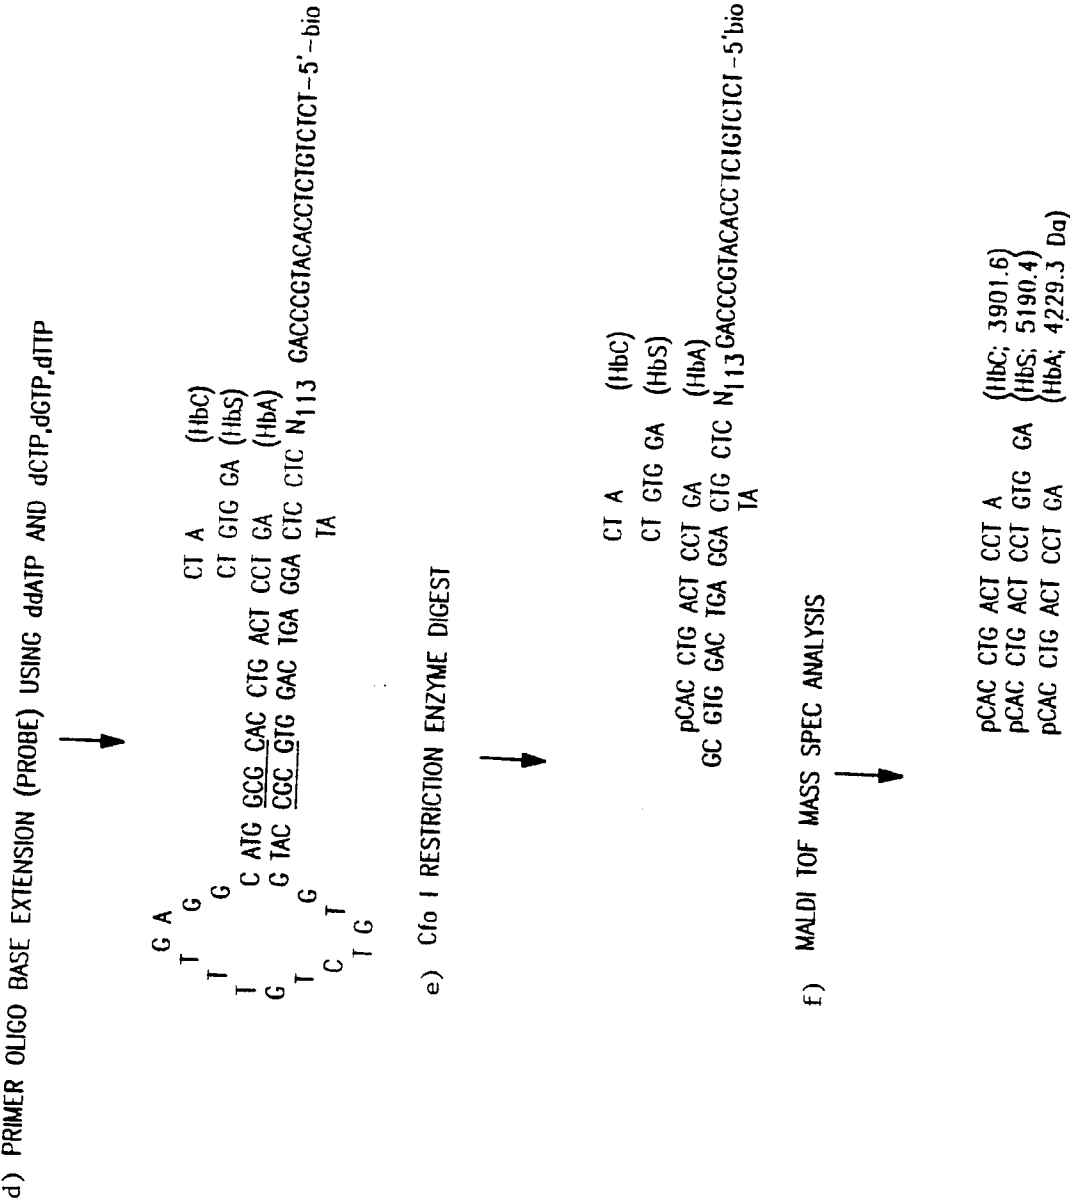 d) PRIMER OLIGO BASE EXTENSION (PROBE) USING ddATP AND dCTP,dGTP,dTTP
A
G
T G
T G
T C ATG GCG CAC CTG ACT CCT GA (HbA)
CT A (HbC)
CT GTG GA (HbS)
G G TAC CGC GTG GAC TGA GGA CTC CTC N113 GACCCGTACACCTCTGTCTCT-5'-bio
T G
C T
T G
TA
e) Cfo I RESTRICTION ENZYME DIGEST
CT A (HbC)
CT GTG GA (HbS)
pCAC CTG ACT CCT GA (HbA)
GC GTG GAC TGA GGA CTG CTC N113 GACCCGTACACCTCTGTCTCT-5'bio
TA
f) MALDI TOF MASS SPEC ANALYSIS
pCAC CTG ACT CCT A (HbC; 3901.6)
pCAC CTG ACT CCT GTG GA (HbS; 5190.4)
pCAC CTG ACT CCT GA (HbA; 4229.3 Da)